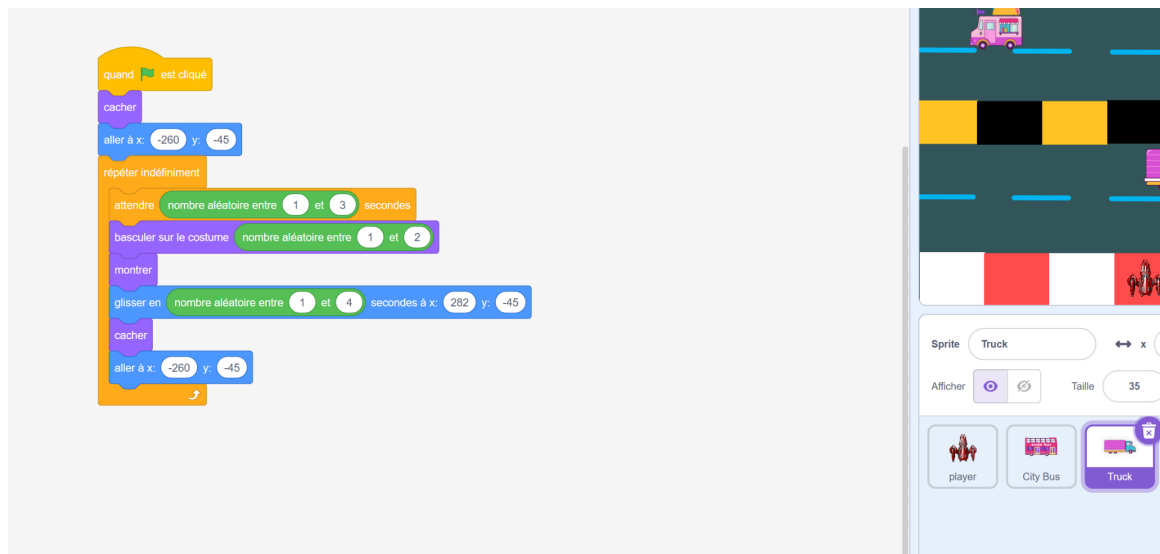 quand est cliqué
cacher
aller à x: -260 y: -45
répéter indéfiniment
attendre nombre aléatoire entre 1 et 3 secondes
basculer sur le costume nombre aléatoire entre 1 et 2
montrer
glisser en nombre aléatoire entre 1 et 4 secondes à x: 282 y: -45
cacher
aller à x: -260 y: -45
Sprite Truck x
Afficher Taille 35
player City Bus Truck